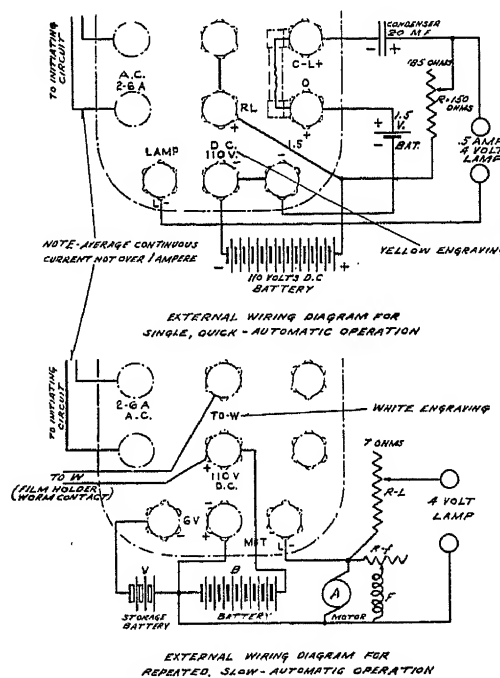 TO INITIATING
CIRCUIT
A.C.
2-6 A
RL
+
C-L+
O
+
CONDENSER
20 MF
- +
185 OHMS
R=150
OHMS
+
1.5
V.
-
BAT.
.5 AMP
4 VOLT
LAMP
LAMP
L-
D.C.
110 V.
-
1.5
-
- +
110 VOLTS D.C
BATTERY
NOTE-AVERAGE CONTINUOUS
CURRENT NOT OVER 1 AMPERE
YELLOW ENGRAVING
EXTERNAL WIRING DIAGRAM FOR
SINGLE, QUICK-AUTOMATIC OPERATION
TO INITIATING
CIRCUIT
2-6 A
A.C.
TO-W
WHITE ENGRAVING
TO W
(FILM HOLDER
WORM CONTACT)
+
110 V
D.C.
7 OHMS
R-L
4 VOLT
LAMP
6V
-
-
+
MOT
L-
R-f
F
A
MOTOR
V
STORAGE
BATTERY
B
BATTERY
EXTERNAL WIRING DIAGRAM FOR
REPEATED, SLOW-AUTOMATIC OPERATION